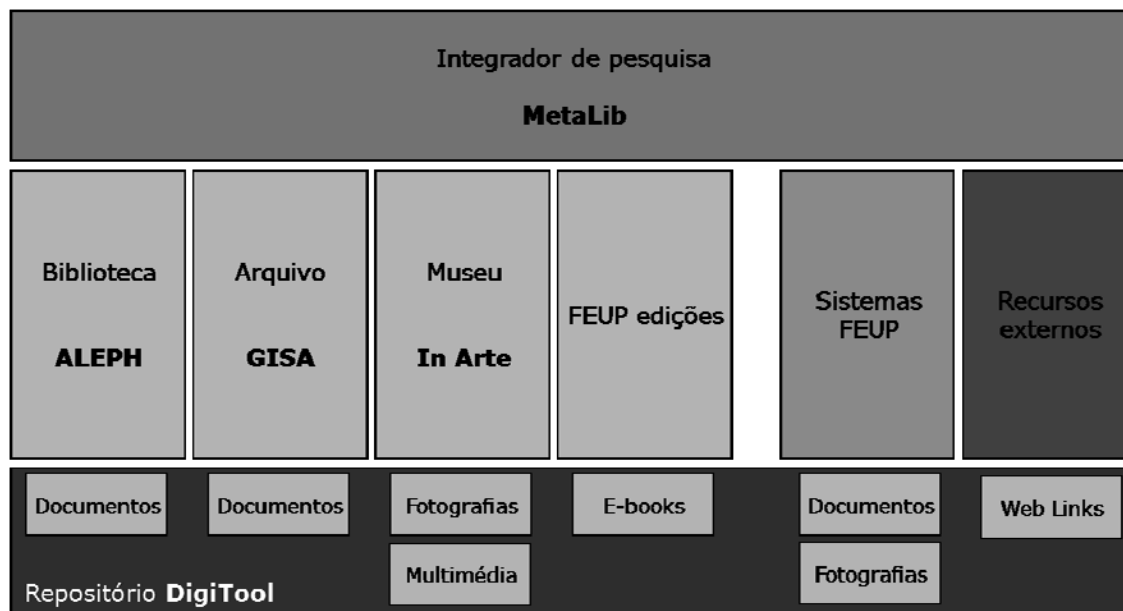 Integrador de pesquisa
MetaLib
Biblioteca
ALEPH
Arquivo
GISA
Museu
In Arte
FEUP edições
Sistemas
FEUP
Recursos
externos
Documentos
Documentos
Fotografias
Multimédia
E-books
Documentos
Fotografias
Web Links
Repositório DigiTool